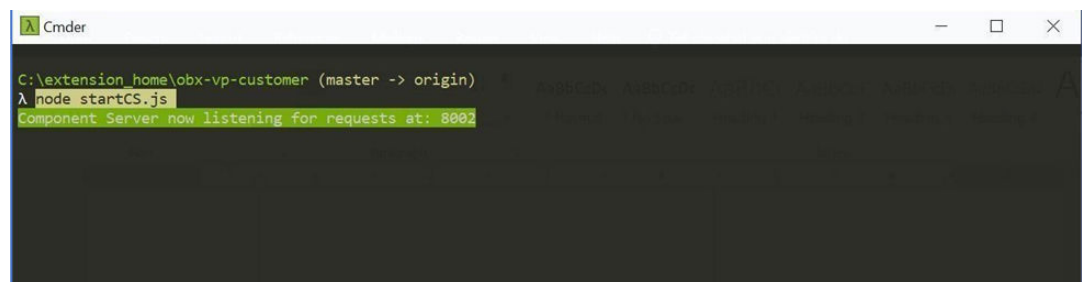 λ Cmder
C:\extension_home\obx-vp-customer (master -> origin)
λ node startCS.js
Component Server now listening for requests at: 8002